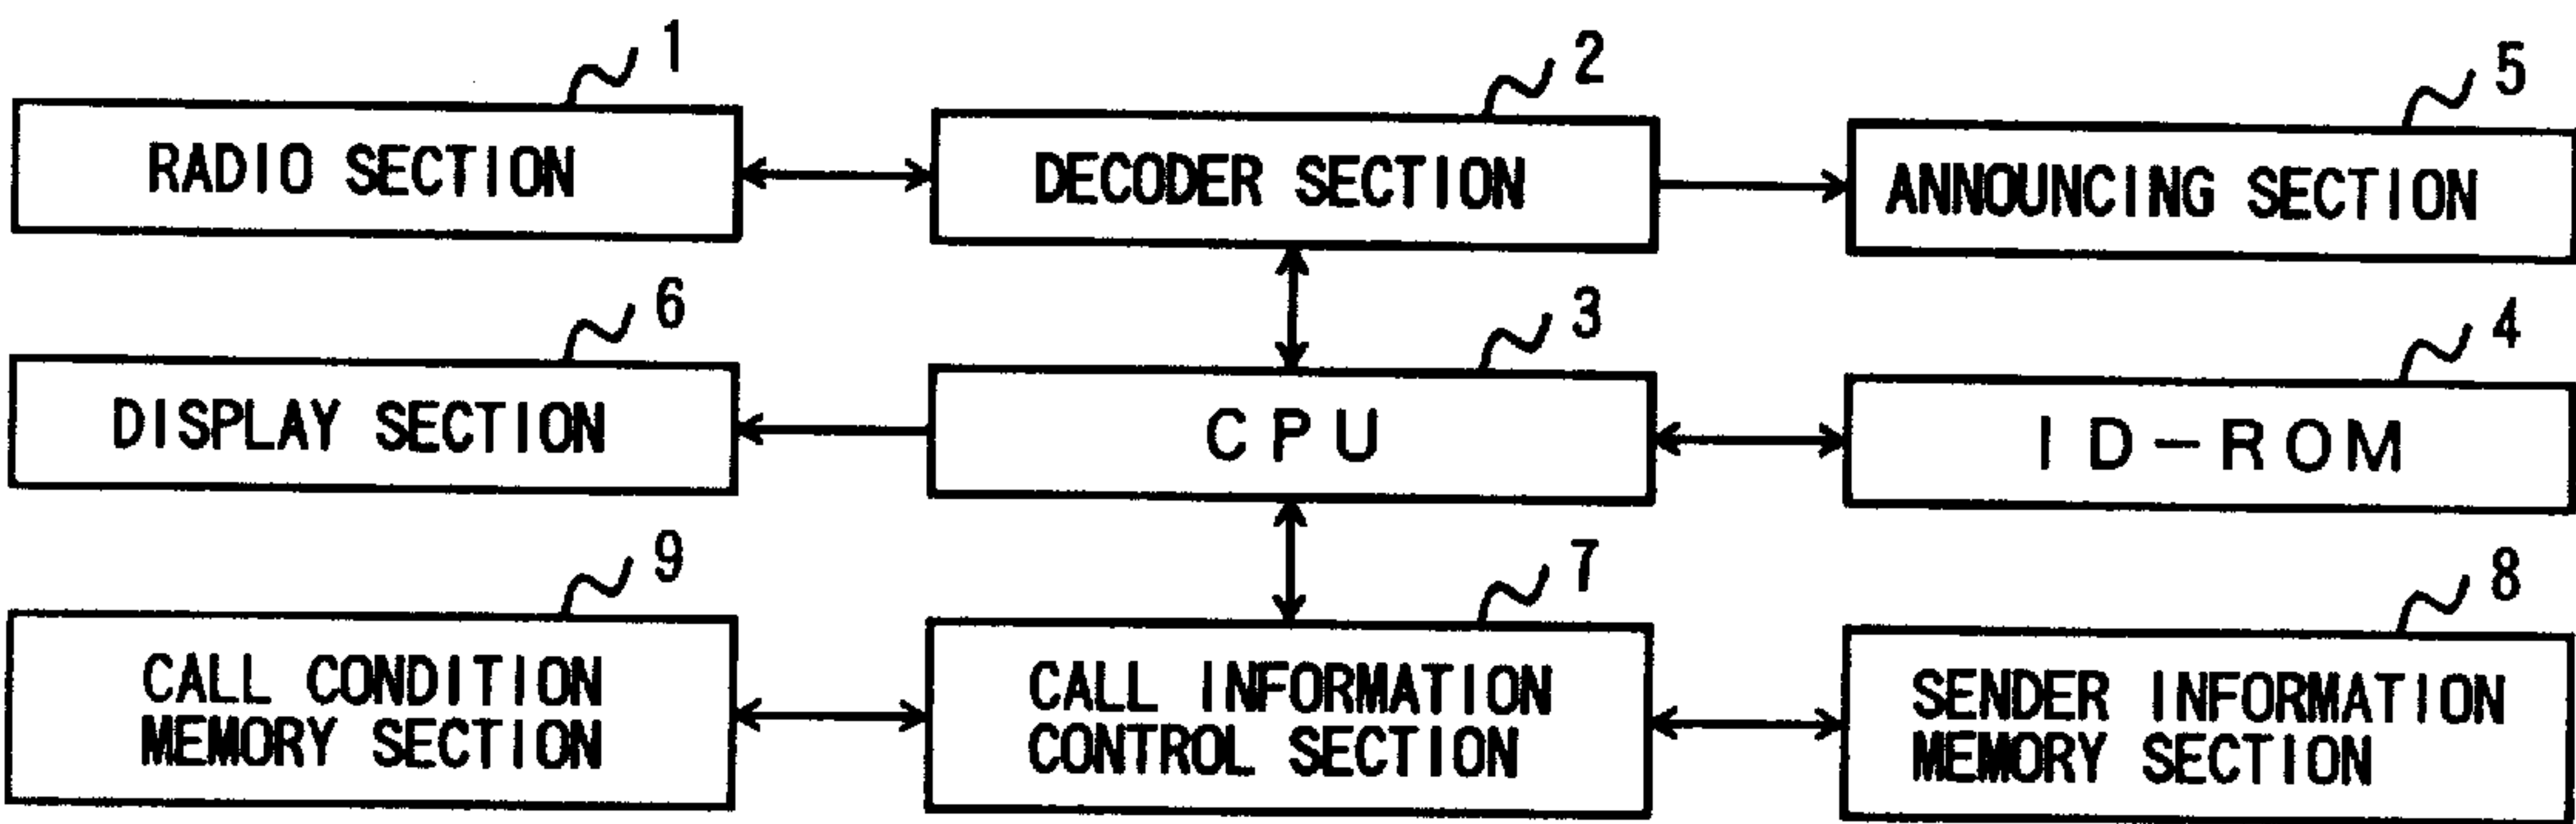 1
RADIO SECTION
2
DECODER SECTION
5
ANNOUNCING SECTION
6
DISPLAY SECTION
3
CPU
4
ID-ROM
9
CALL CONDITION
MEMORY SECTION
7
CALL INFORMATION
CONTROL SECTION
8
SENDER INFORMATION
MEMORY SECTION